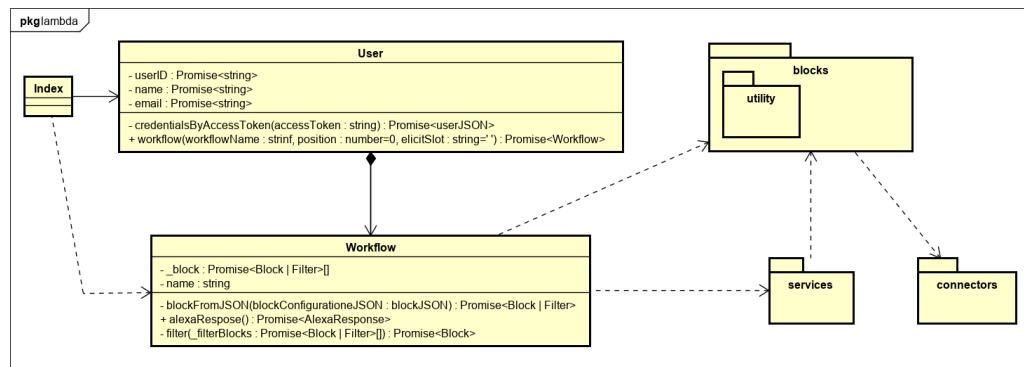 pkg lambda
User
- userID : Promise<string>
- name : Promise<string>
- email : Promise<string>
- credentialsByAccessToken(accessToken : string) : Promise<userJSON>
+ workflow(workflowName : strinf, position : number=0, elicitSlot : string=' ') : Promise<Workflow>
Index
blocks
utility
Workflow
- _block : Promise<Block | Filter>[]
- name : string
- blockFromJSON(blockConfigurationeJSON : blockJSON) : Promise<Block | Filter>
+ alexaRespose() : Promise<AlexaResponse>
- filter(_filterBlocks : Promise<Block | Filter>[]) : Promise<Block>
services
connectors